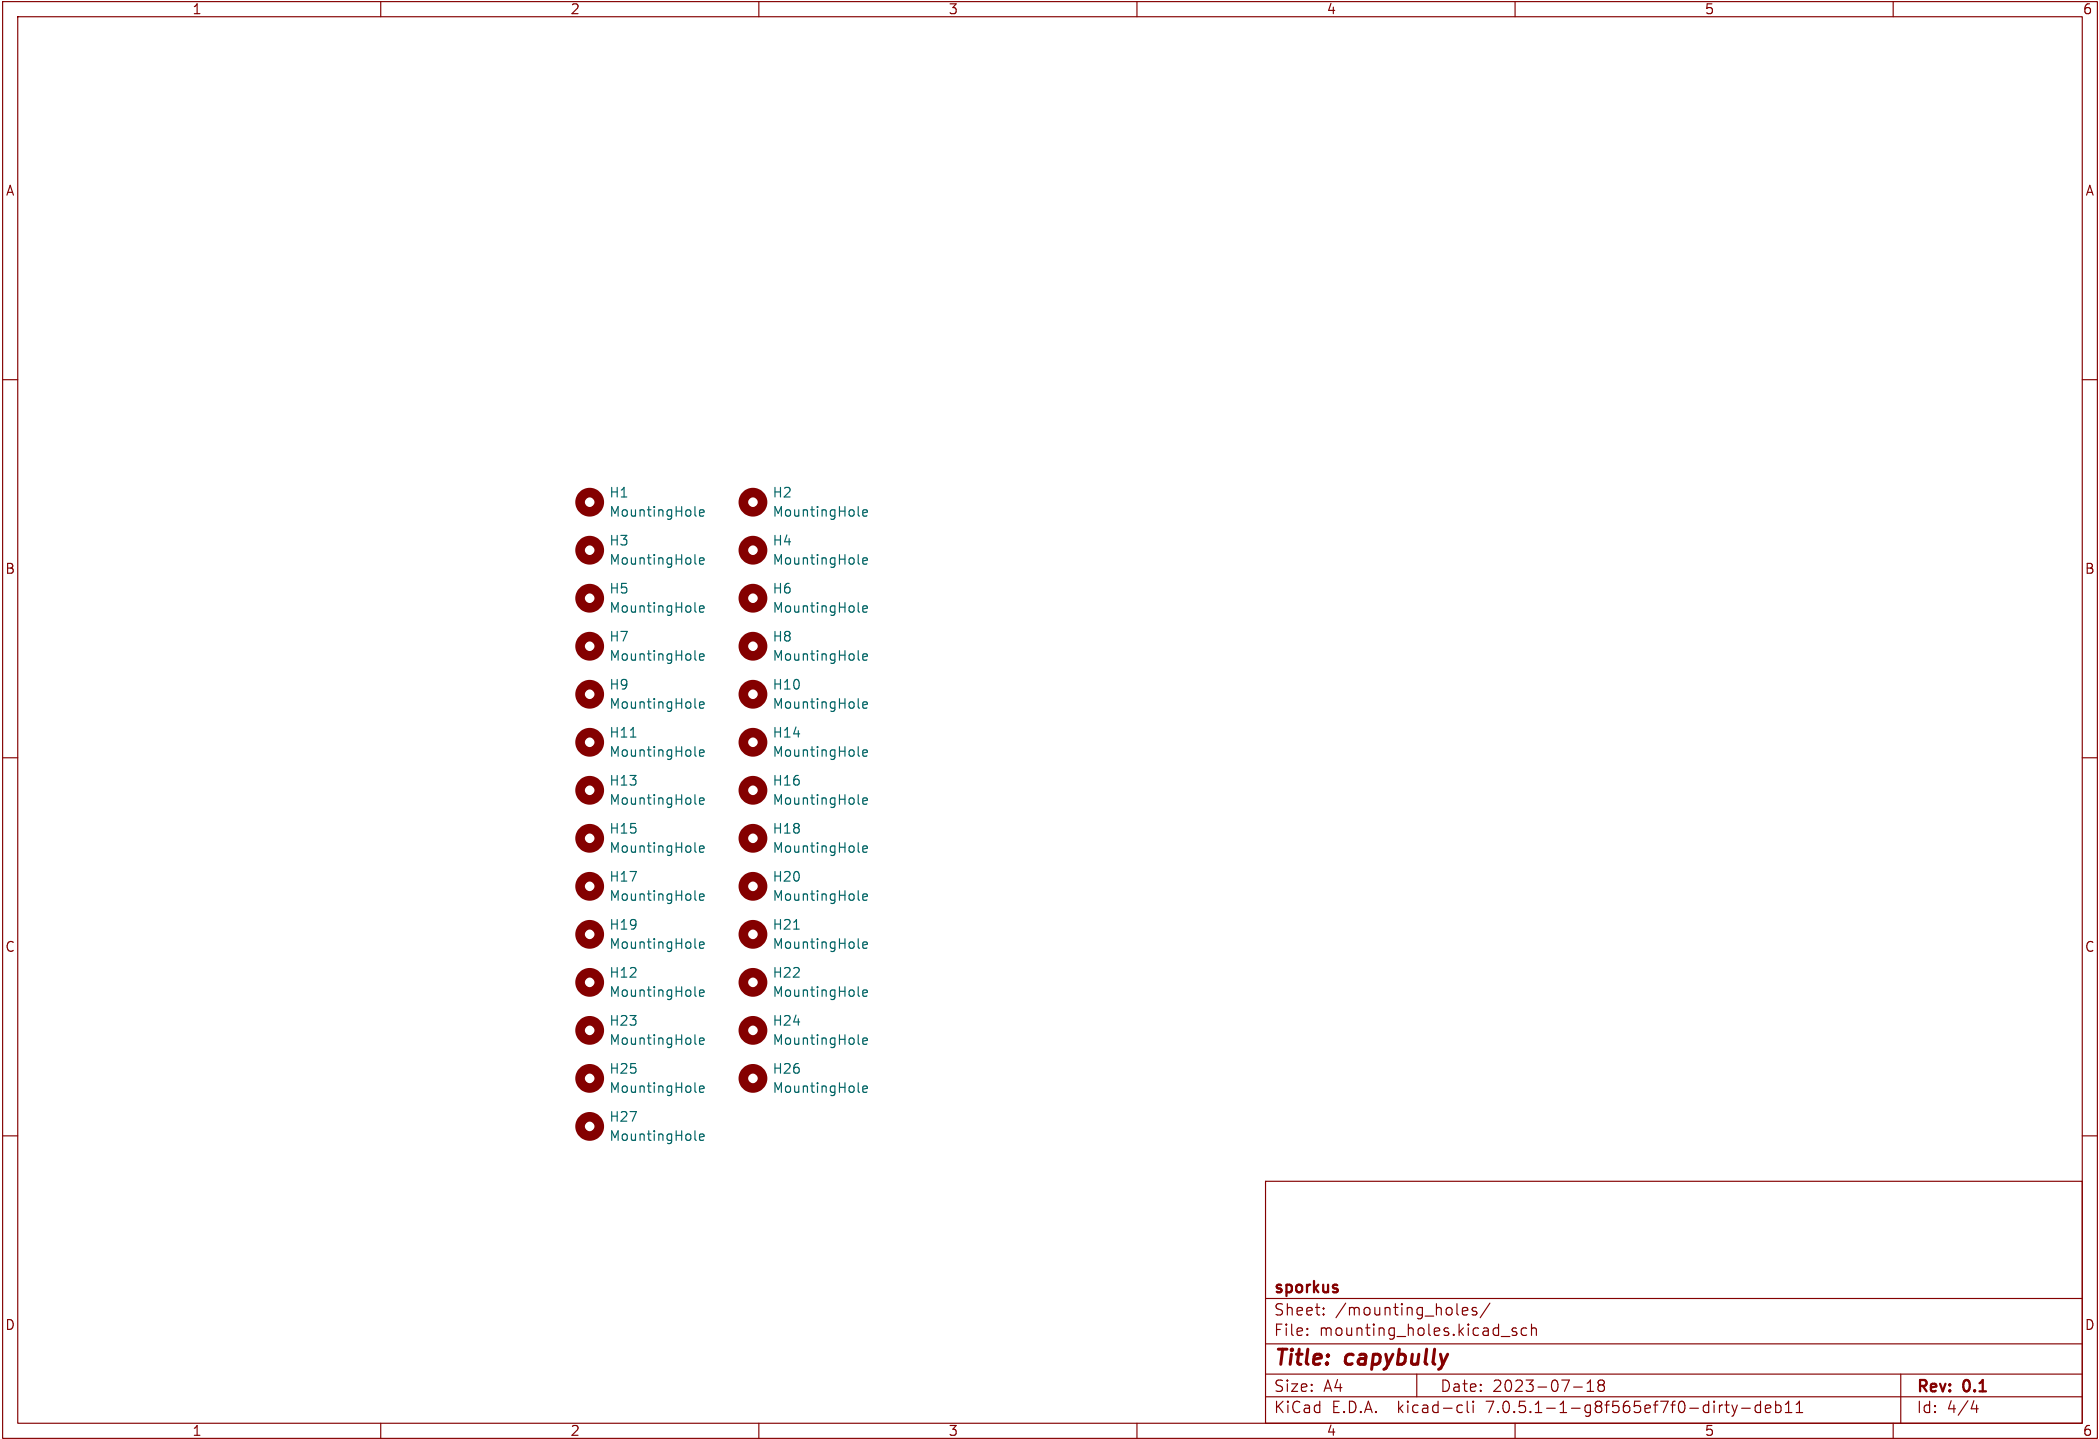 1 2 3 4 5 6
A A
H1 H2
MountingHole MountingHole
H3 H4
MountingHole MountingHole
B B
H5 H6
MountingHole MountingHole
H7 H8
MountingHole MountingHole
H9 H10
MountingHole MountingHole
H11 H14
MountingHole MountingHole
H13 H16
MountingHole MountingHole
H15 H18
MountingHole MountingHole
H17 H20
MountingHole MountingHole
H19 H21
MountingHole MountingHole
C C
H12 H22
MountingHole MountingHole
H23 H24
MountingHole MountingHole
H25 H26
MountingHole MountingHole
H27
MountingHole
sporkus
Sheet: /mounting_holes/
D D
File: mounting_holes.kicad_sch
Title: capybully
Size: A4 Date: 2023-07-18 Rev: 0.1
KiCad E.D.A. kicad-cli 7.0.5.1-1-g8f565ef7f0-dirty-deb11 Id: 4/4
1 2 3 4 5 6